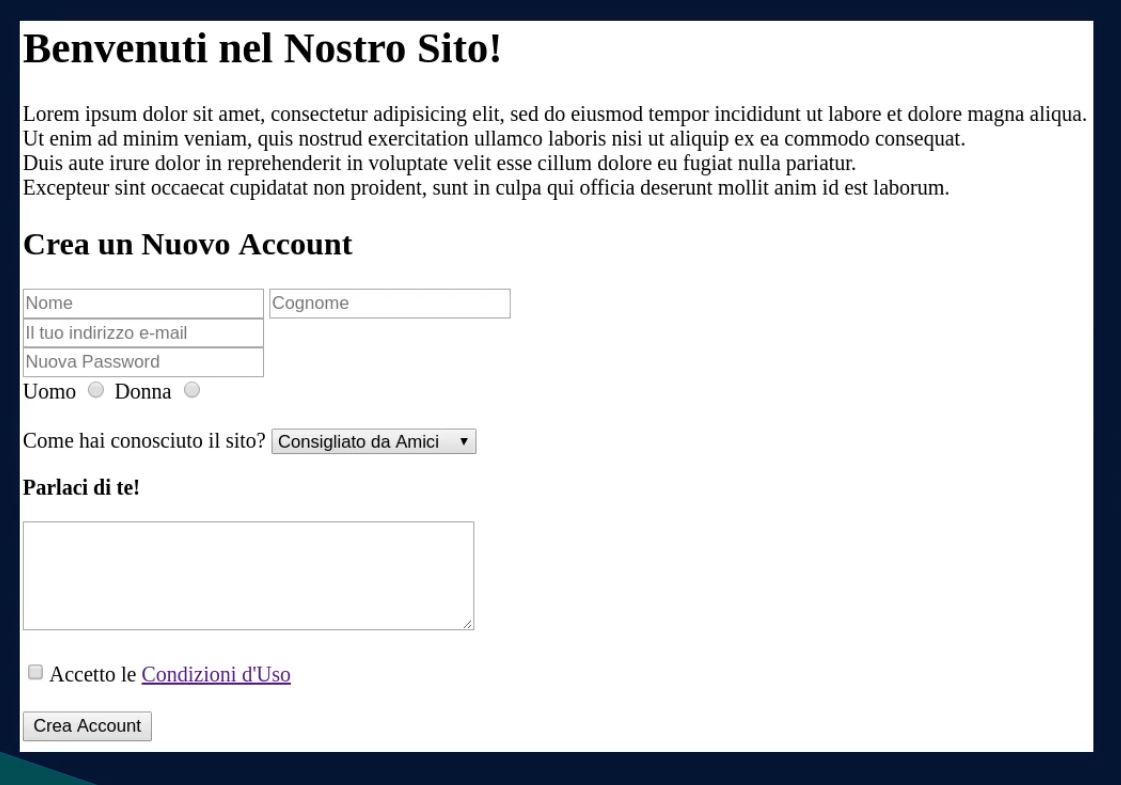 Benvenuti nel Nostro Sito!
Lorem ipsum dolor sit amet, consectetur adipisicing elit, sed do eiusmod tempor incididunt ut labore et dolore magna aliqua.
Ut enim ad minim veniam, quis nostrud exercitation ullamco laboris nisi ut aliquip ex ea commodo consequat.
Duis aute irure dolor in reprehenderit in voluptate velit esse cillum dolore eu fugiat nulla pariatur.
Excepteur sint occaecat cupidatat non proident, sunt in culpa qui officia deserunt mollit anim id est laborum.
Crea un Nuovo Account
Nome Cognome
Il tuo indirizzo e-mail
Nuova Password
Uomo Donna
Come hai conosciuto il sito? Consigliato da Amici
Parlaci di te!
Accetto le Condizioni d'Uso
Crea Account